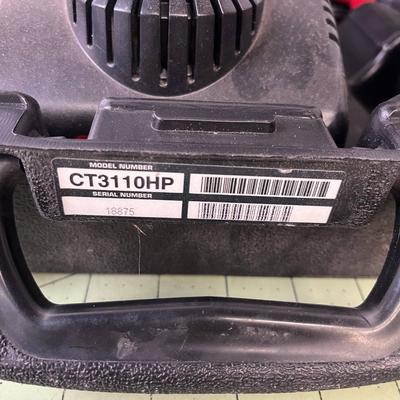 MODEL NUMBER
CT3110HP
SERIAL NUMBER
18875